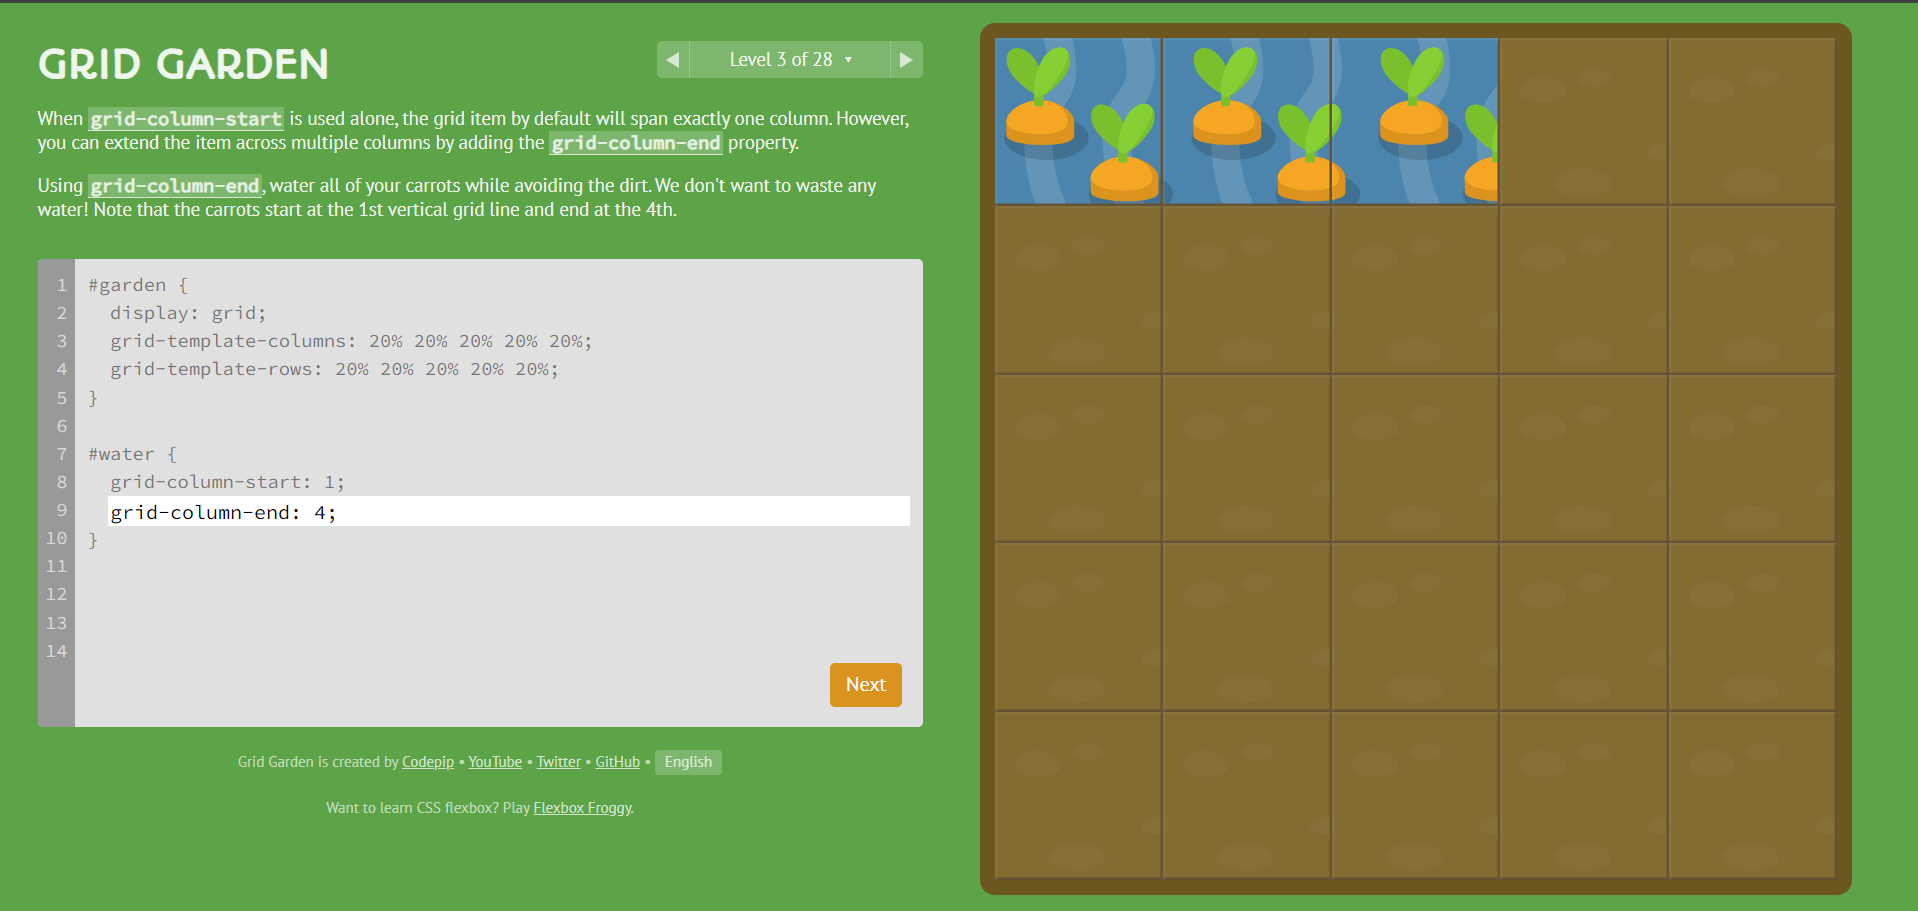 GRID GARDEN
◀ Level 3 of 28 ▾ ▶
When grid-column-start is used alone, the grid item by default will span exactly one column. However,
you can extend the item across multiple columns by adding the grid-column-end property.
Using grid-column-end, water all of your carrots while avoiding the dirt. We don't want to waste any
water! Note that the carrots start at the 1st vertical grid line and end at the 4th.
1 #garden {
2 display: grid;
3 grid-template-columns: 20% 20% 20% 20% 20%;
4 grid-template-rows: 20% 20% 20% 20% 20%;
5 }
6
7 #water {
8 grid-column-start: 1;
9 grid-column-end: 4;
10 }
11
12
13
14
Next
Grid Garden is created by Codepip • YouTube • Twitter • GitHub • English
Want to learn CSS flexbox? Play Flexbox Froggy.